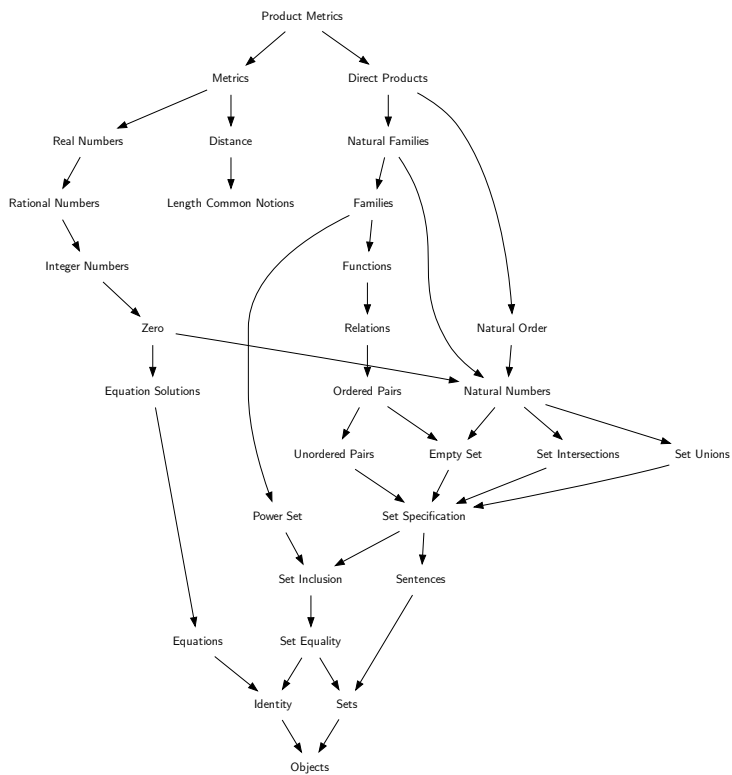 Product Metrics
Metrics
Direct Products
Real Numbers
Distance
Natural Families
Rational Numbers
Length Common Notions
Families
Integer Numbers
Functions
Zero
Relations
Natural Order
Equation Solutions
Ordered Pairs
Natural Numbers
Unordered Pairs
Empty Set
Set Intersections
Set Unions
Power Set
Set Specification
Set Inclusion
Sentences
Equations
Set Equality
Identity
Sets
Objects